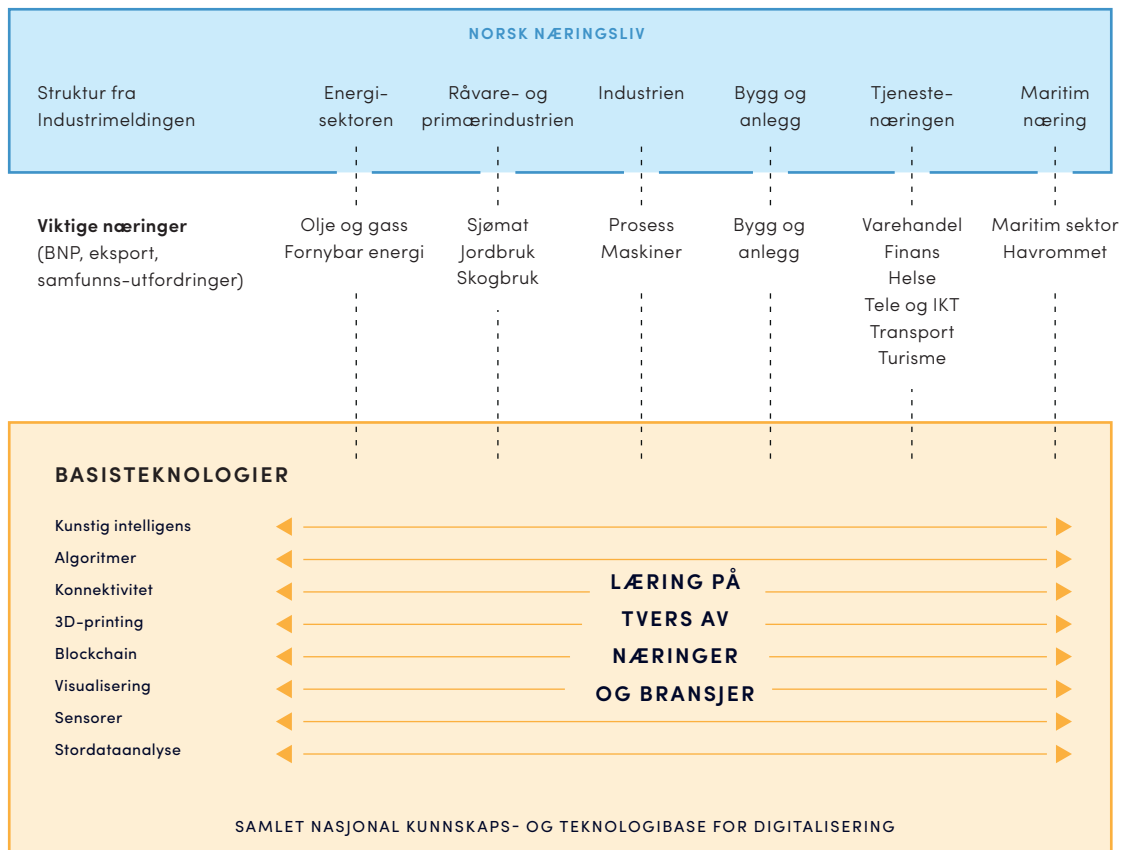 NORSK NÆRINGSLIV
Struktur fra
Industrimeldingen
Energi-
sektoren
Råvare- og
primærindustrien
Industrien
Bygg og
anlegg
Tjeneste-
næringen
Maritim
næring
Viktige næringer
(BNP, eksport,
samfunns-utfordringer)
Olje og gass
Fornybar energi
Sjømat
Jordbruk
Skogbruk
Prosess
Maskiner
Bygg og
anlegg
Varehandel
Finans
Helse
Tele og IKT
Transport
Turisme
Maritim sektor
Havrommet
BASISTEKNOLOGIER
Kunstig intelligens
Algoritmer
Konnektivitet
3D-printing
Blockchain
Visualisering
Sensorer
Stordataanalyse
LÆRING PÅ
TVERS AV
NÆRINGER
OG BRANSJER
SAMLET NASJONAL KUNNSKAPS- OG TEKNOLOGIBASE FOR DIGITALISERING